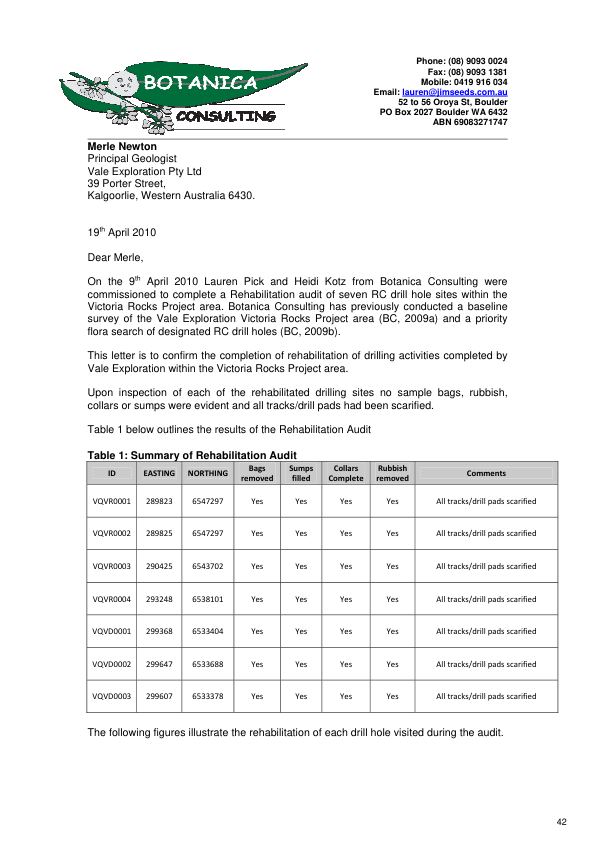 BOTANICA
CONSULTING
Phone: (08) 9093 0024
Fax: (08) 9093 1381
Mobile: 0419 916 034
Email: lauren@jimseeds.com.au
52 to 56 Oroya St, Boulder
PO Box 2027 Boulder WA 6432
ABN 69083271747
Merle Newton
Principal Geologist
Vale Exploration Pty Ltd
39 Porter Street,
Kalgoorlie, Western Australia 6430.
19th April 2010
Dear Merle,
On the 9th April 2010 Lauren Pick and Heidi Kotz from Botanica Consulting were
commissioned to complete a Rehabilitation audit of seven RC drill hole sites within the
Victoria Rocks Project area. Botanica Consulting has previously conducted a baseline
survey of the Vale Exploration Victoria Rocks Project area (BC, 2009a) and a priority
flora search of designated RC drill holes (BC, 2009b).
This letter is to confirm the completion of rehabilitation of drilling activities completed by
Vale Exploration within the Victoria Rocks Project area.
Upon inspection of each of the rehabilitated drilling sites no sample bags, rubbish,
collars or sumps were evident and all tracks/drill pads had been scarified.
Table 1 below outlines the results of the Rehabilitation Audit
Table 1: Summary of Rehabilitation Audit
ID EASTING NORTHING Bags removed Sumps filled Collars Complete Rubbish removed Comments
VQVR0001 289823 6547297 Yes Yes Yes Yes All tracks/drill pads scarified
VQVR0002 289825 6547297 Yes Yes Yes Yes All tracks/drill pads scarified
VQVR0003 290425 6543702 Yes Yes Yes Yes All tracks/drill pads scarified
VQVR0004 293248 6538101 Yes Yes Yes Yes All tracks/drill pads scarified
VQVD0001 299368 6533404 Yes Yes Yes Yes All tracks/drill pads scarified
VQVD0002 299647 6533688 Yes Yes Yes Yes All tracks/drill pads scarified
VQVD0003 299607 6533378 Yes Yes Yes Yes All tracks/drill pads scarified
The following figures illustrate the rehabilitation of each drill hole visited during the audit.
42